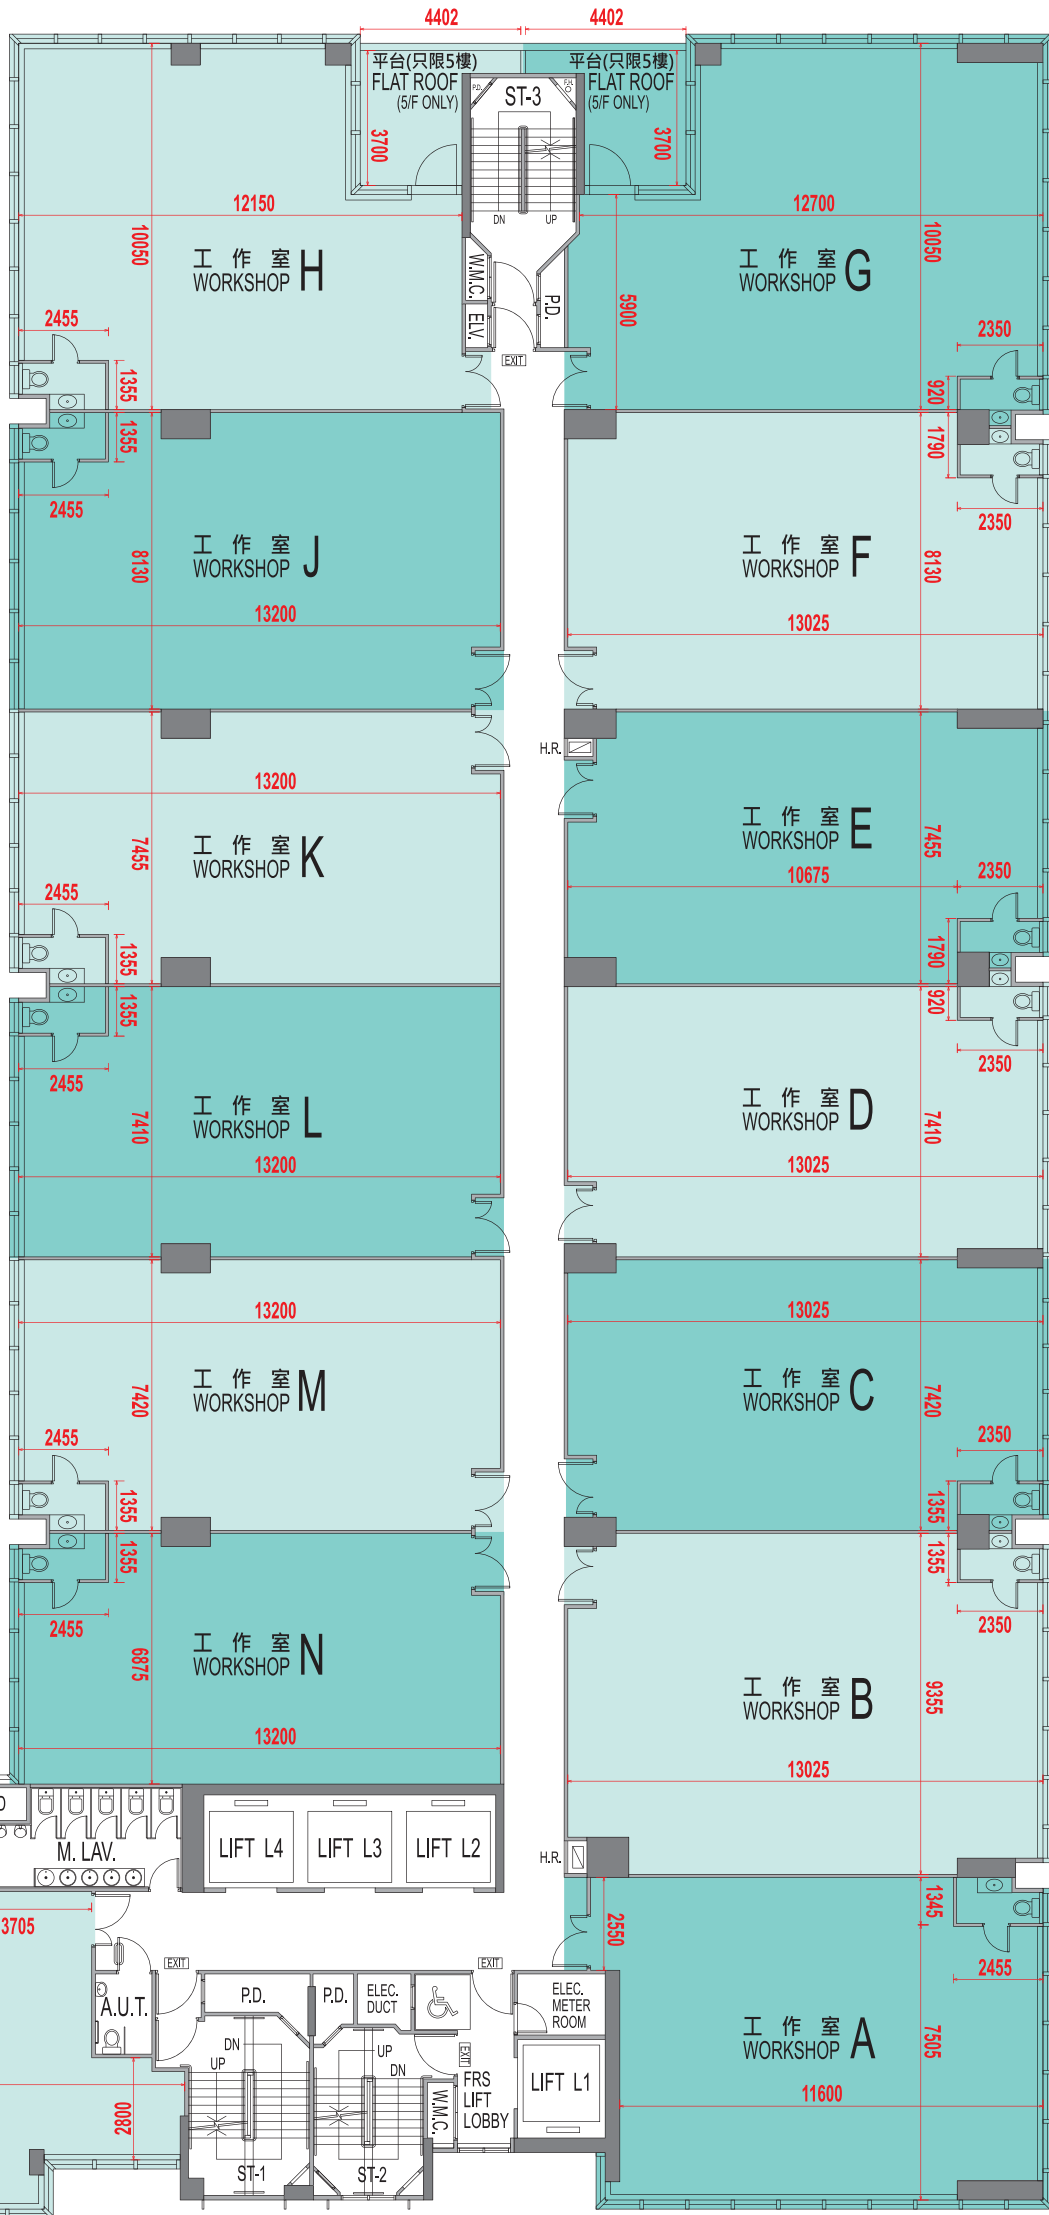 4402
4402
平台(只限5樓)
FLAT ROOF
(5/F ONLY)
平台(只限5樓)
FLAT ROOF
(5/F ONLY)
P.D.
F.H.
ST-3
3700
3700
DN
UP
12150
12700
10050
10050
工作室
WORKSHOP H
工作室
WORKSHOP G
W.M.C.
ELV.
P.D.
5900
EXIT
2455
2350
1355
920
1355
1790
2455
2350
工作室
WORKSHOP J
工作室
WORKSHOP F
8130
8130
13200
13025
H.R.
13200
工作室
WORKSHOP K
工作室
WORKSHOP E
7455
7455
10675
2350
2455
1355
1790
1355
920
2455
2350
工作室
WORKSHOP L
工作室
WORKSHOP D
7410
7410
13200
13025
13200
13025
工作室
WORKSHOP M
工作室
WORKSHOP C
7420
7420
2455
2350
1355
1355
1355
1355
2455
2350
工作室
WORKSHOP N
工作室
WORKSHOP B
6875
9355
13200
13025
M. LAV.
LIFT L4
LIFT L3
LIFT L2
H.R.
3705
2550
1345
2455
EXIT
EXIT
A.U.T.
P.D.
P.D.
ELEC.
DUCT
ELEC.
METER
ROOM
工作室
WORKSHOP A
7505
11600
DN
UP
UP
DN
EXIT
FRS
LIFT
LOBBY
W.M.C.
LIFT L1
2800
ST-1
ST-2